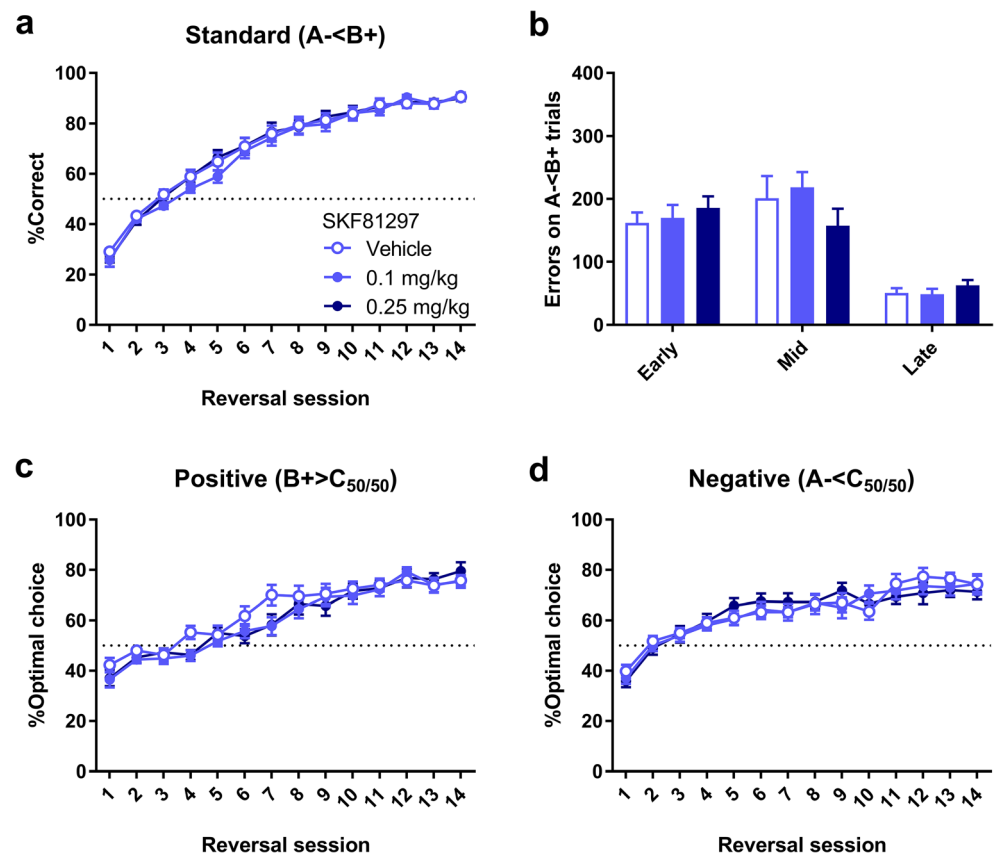 a
Standard (A-<B+)
%Correct
100
80
60
40
20
0
SKF81297
Vehicle
0.1 mg/kg
0.25 mg/kg
1 2 3 4 5 6 7 8 9 10 11 12 13 14
Reversal session
b
Errors on A-<B+ trials
400
300
200
100
0
Early Mid Late
c
Positive (B+>C50/50)
%Optimal choice
100
80
60
40
20
0
1 2 3 4 5 6 7 8 9 10 11 12 13 14
Reversal session
d
Negative (A-<C50/50)
%Optimal choice
100
80
60
40
20
0
1 2 3 4 5 6 7 8 9 10 11 12 13 14
Reversal session